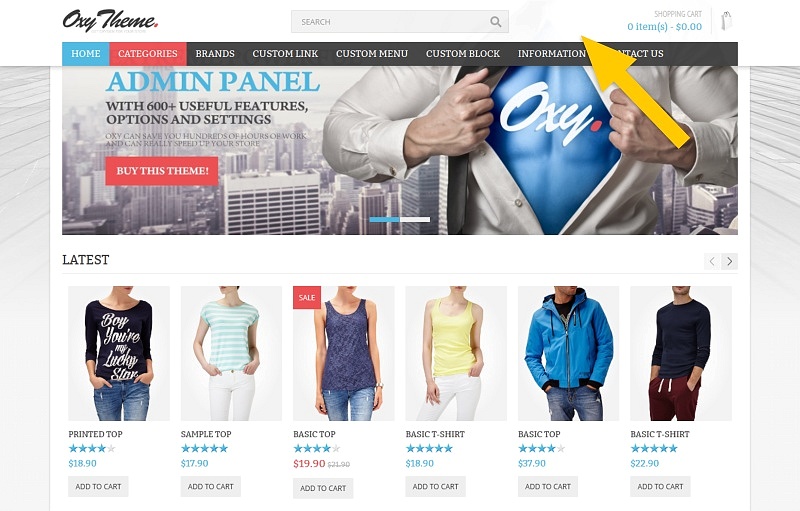 Oxy Theme.
SEARCH
SHOPPING CART
0 item(s) - $0.00
HOME CATEGORIES BRANDS CUSTOM LINK CUSTOM MENU CUSTOM BLOCK INFORMATION CONTACT US
ADMIN PANEL
WITH 600+ USEFUL FEATURES,
OPTIONS AND SETTINGS
OXY CAN SAVE YOU HUNDREDS OF HOURS OF WORK
AND CAN REALLY SPEED UP YOUR STORE
BUY THIS THEME!
Oxy.
LATEST
SALE
Boy
You're
my
Lucky
Star
PRINTED TOP SAMPLE TOP BASIC TOP BASIC T-SHIRT BASIC TOP BASIC T-SHIRT
$18.90 $17.90 $19.90 $21.90 $18.90 $37.90 $22.90
ADD TO CART ADD TO CART ADD TO CART ADD TO CART ADD TO CART ADD TO CART